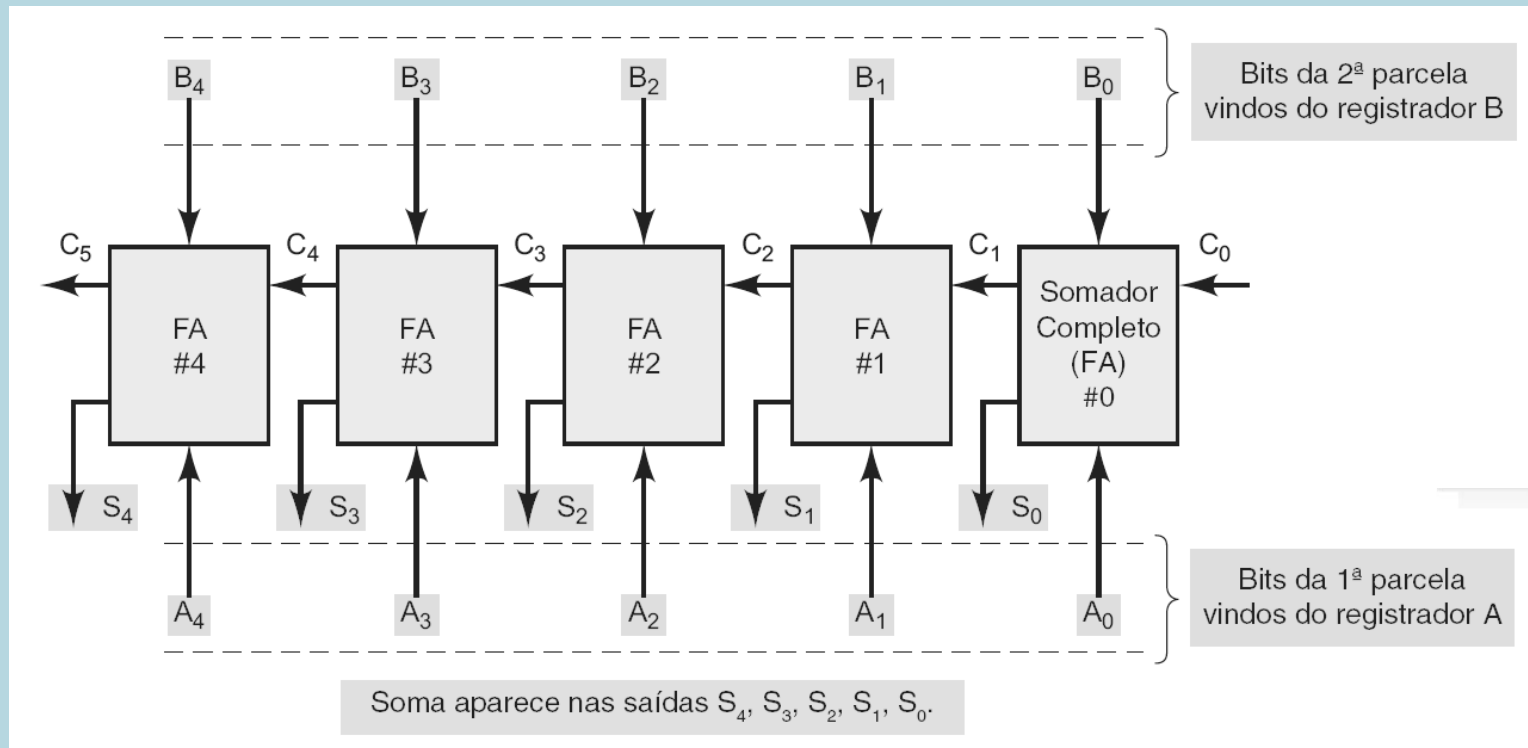 B₄ B₃ B₂ B₁ B₀
Bits da 2ª parcela
vindos do registrador B
C₅ C₄ C₃ C₂ C₁ C₀
FA
#4
FA
#3
FA
#2
FA
#1
Somador
Completo
(FA)
#0
S₄ S₃ S₂ S₁ S₀
A₄ A₃ A₂ A₁ A₀
Bits da 1ª parcela
vindos do registrador A
Soma aparece nas saídas S₄, S₃, S₂, S₁, S₀.